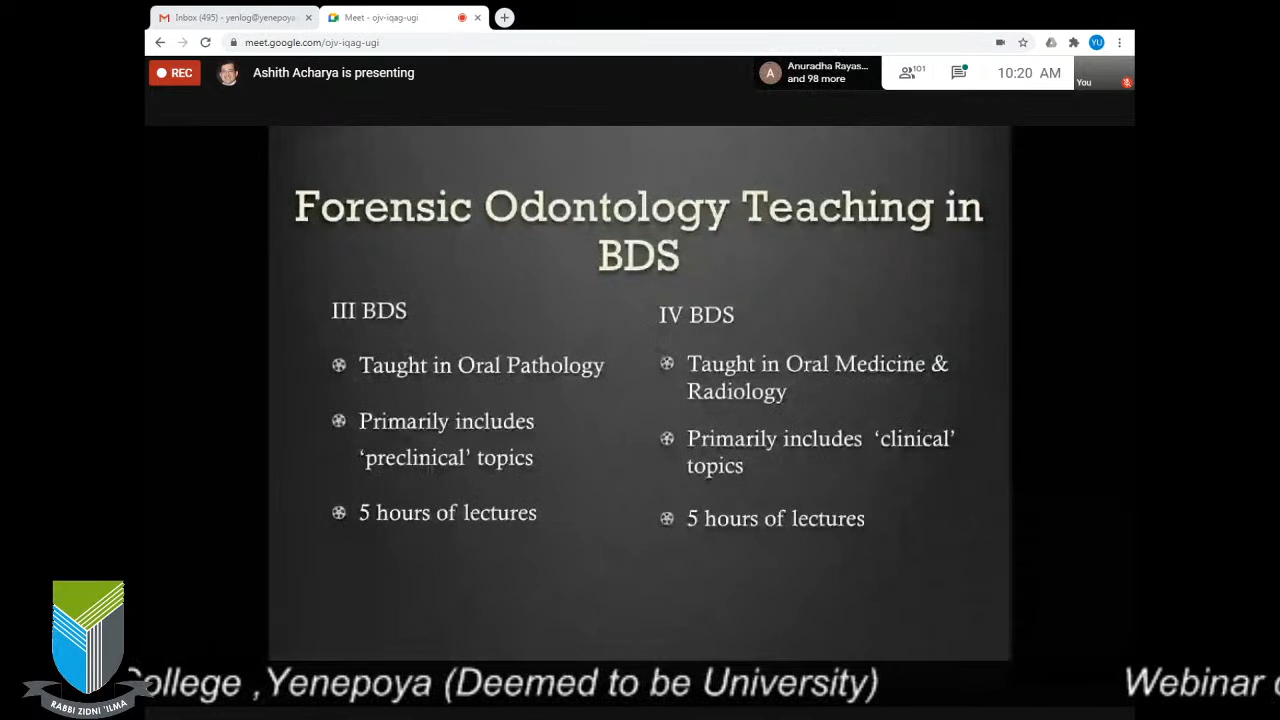 Inbox (495) - yenlog@yenepoya
Meet - ojv-iqag-ugi
meet.google.com/ojv-iqag-ugi
YU
REC
Ashith Acharya is presenting
A
Anuradha Rayas...
and 98 more
101
10:20 AM
You
Forensic Odontology Teaching in
BDS
III BDS
Taught in Oral Pathology
Primarily includes
‘preclinical’ topics
5 hours of lectures
IV BDS
Taught in Oral Medicine &
Radiology
Primarily includes ‘clinical’
topics
5 hours of lectures
College ,Yenepoya (Deemed to be University)
Webinar
RABBI ZIDNI 'ILMA